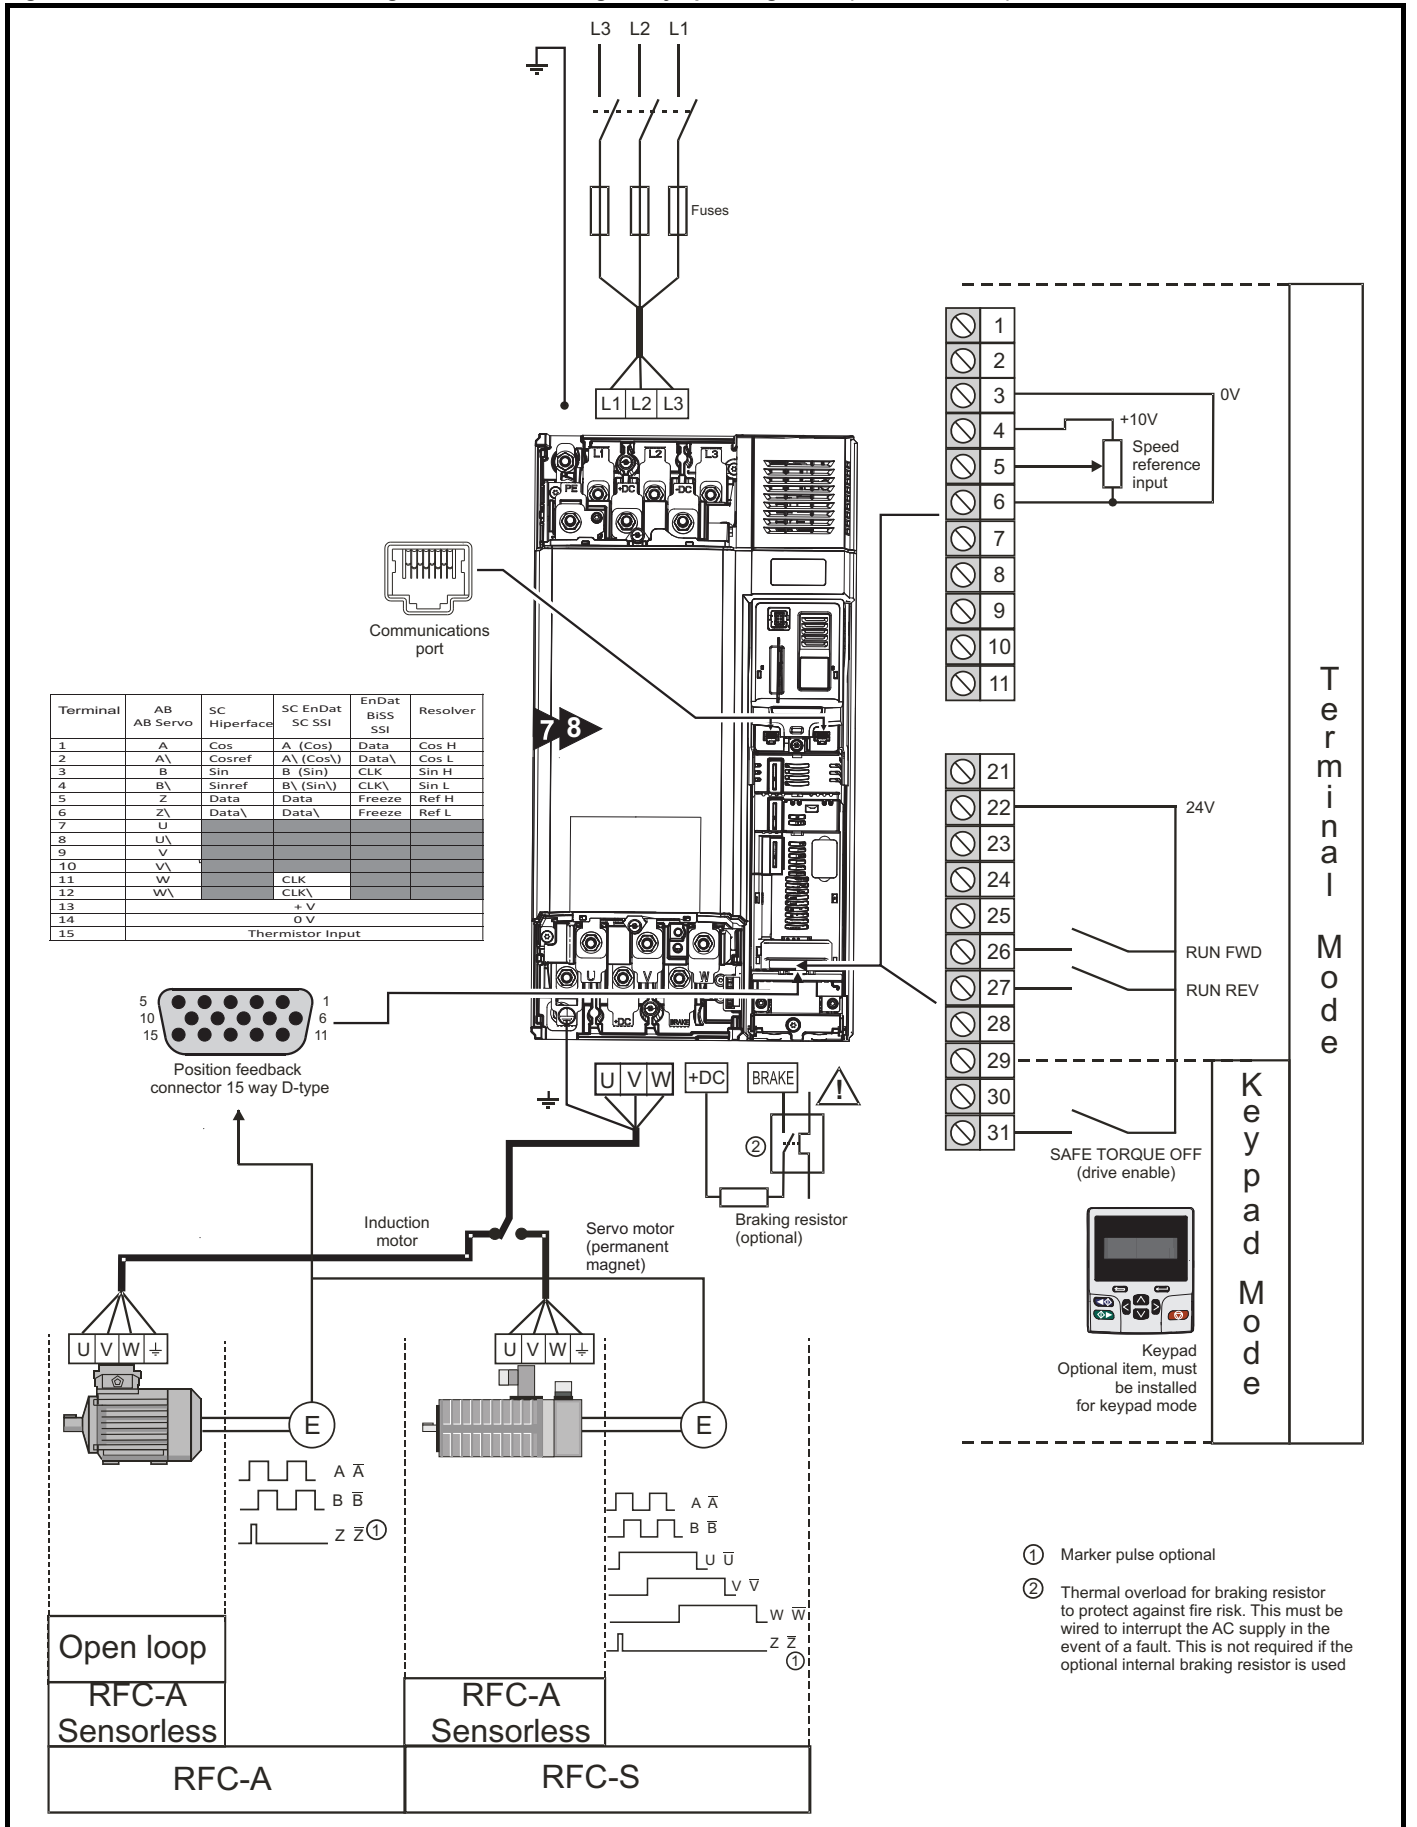 L3 L2 L1
Fuses
L1 L2 L3
L1 L2 L3
PE +DC -DC
Communications
port
7 8
Terminal | AB AB Servo | SC Hiperface | SC EnDat SC SSI | EnDat BiSS SSI | Resolver
1 | A | Cos | A (Cos) | Data | Cos H
2 | A\ | Cosref | A\ (Cos\) | Data\ | Cos L
3 | B | Sin | B (Sin) | CLK | Sin H
4 | B\ | Sinref | B\ (Sin\) | CLK\ | Sin L
5 | Z | Data | Data | Freeze | Ref H
6 | Z\ | Data\ | Data\ | Freeze | Ref L
7 | U
8 | U\
9 | V
10 | V\
11 | W | CLK
12 | W\ | CLK\
13 | + V
14 | 0 V
15 | Thermistor Input
U V W
+DC BRAKE
5 1
10 6
15 11
Position feedback
connector 15 way D-type
U V W
+DC
BRAKE
2
Braking resistor
(optional)
Induction
motor
Servo motor
(permanent
magnet)
U V W
E
A A̅
B B̅
Z Z̅ 1
U V W
E
A A̅
B B̅
U U̅
V V̅
W W̅
Z Z̅
1
Open loop
RFC-A
Sensorless
RFC-A
RFC-A
Sensorless
RFC-S
1
2
3
4
5
6
7
8
9
10
11
0V
+10V
Speed
reference
input
21
22
23
24
25
26
27
28
29
30
31
24V
RUN FWD
RUN REV
SAFE TORQUE OFF
(drive enable)
Terminal Mode
Keypad Mode
Keypad
Optional item, must
be installed
for keypad mode
1 Marker pulse optional
2 Thermal overload for braking resistor
to protect against fire risk. This must be
wired to interrupt the AC supply in the
event of a fault. This is not required if the
optional internal braking resistor is used